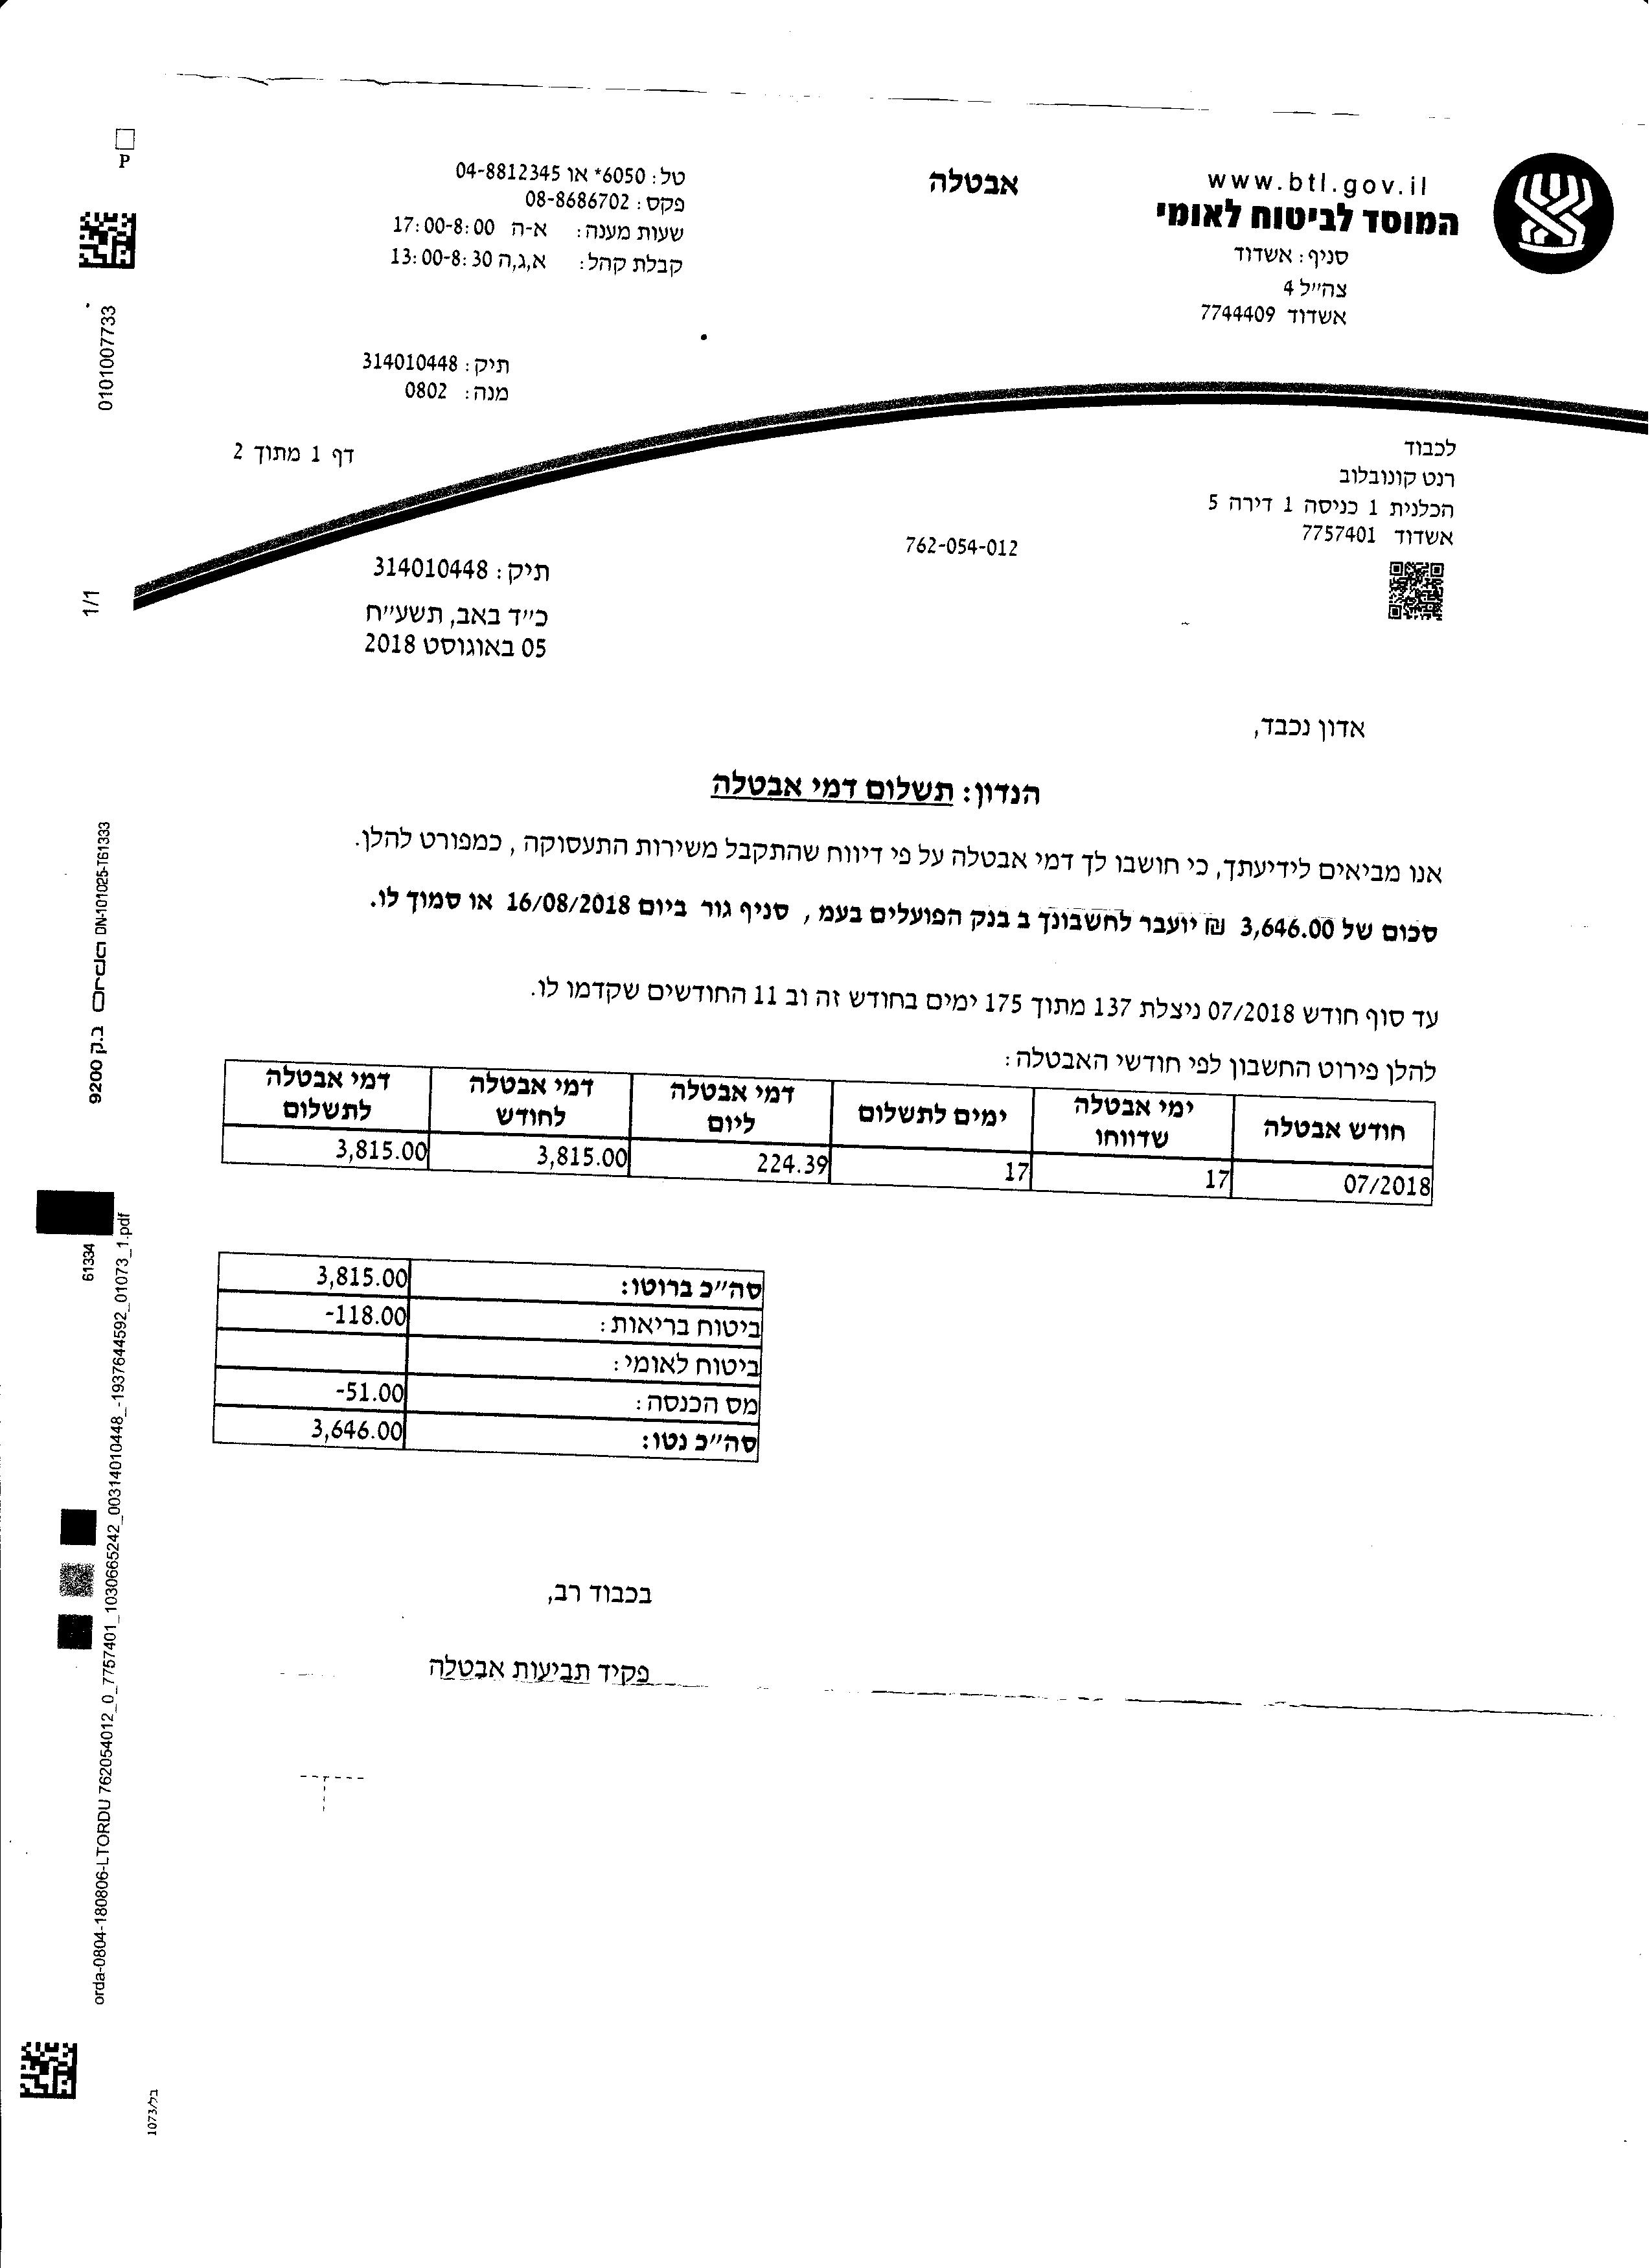 www.btl.gov.il
המוסד לביטוח לאומי
סניף: אשדוד
צה״ל 4
אשדוד 7744409
אבטלה
טל: 6050* או 04-8812345
פקס: 08-8686702
שעות מענה: א-ה 17:00-8:00
קבלת קהל: א,ג,ה 13:00-8:30
P
0101007733
תיק: 314010448
מנה: 0802
דף 1 מתוך 2
לכבוד
רנט קונובלוב
הכלנית 1 כניסה 1 דירה 5
אשדוד 7757401
762-054-012
תיק: 314010448
כ״ד באב, תשע״ח
05 באוגוסט 2018
1/1
אדון נכבד,
הנדון: תשלום דמי אבטלה
אנו מביאים לידיעתך, כי חושבו לך דמי אבטלה על פי דיווח שהתקבל משירות התעסוקה, כמפורט להלן.
סכום של 3,646.00 ₪ יועבר לחשבונך ב בנק הפועלים בעמ, סניף גור ביום 16/08/2018 או סמוך לו.
עד סוף חודש 07/2018 ניצלת 137 מתוך 175 ימים בחודש זה וב 11 החודשים שקדמו לו.
להלן פירוט החשבון לפי חודשי האבטלה:
חודש אבטלה ימי אבטלה שדווחו ימים לתשלום דמי אבטלה ליום דמי אבטלה לחודש דמי אבטלה לתשלום
07/2018 17 17 224.39 3,815.00 3,815.00
סה״כ ברוטו: 3,815.00
ביטוח בריאות: -118.00
ביטוח לאומי:
מס הכנסה: -51.00
סה״כ נטו: 3,646.00
בכבוד רב,
פקיד תביעות אבטלה
9200 ב.ק Orda הפרסו DN-101025-T61333
61334
orda-0804-180806-LTORDU 762054012_0_7757401_1030665242_00314010448_-1937644592_01073_1.pdf
בל/1073